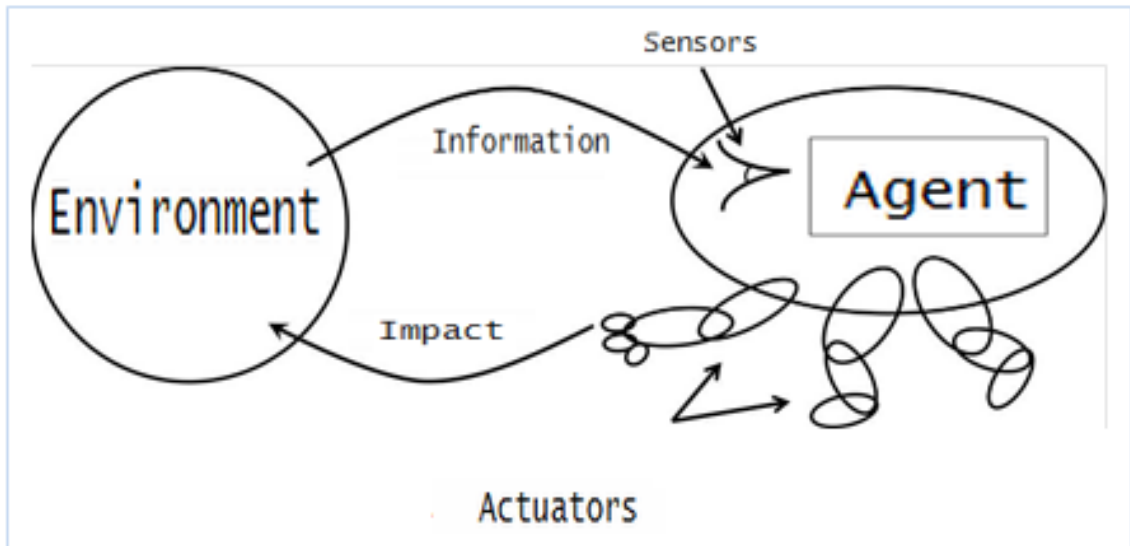 Sensors
Information
Environment
Agent
Impact
Actuators